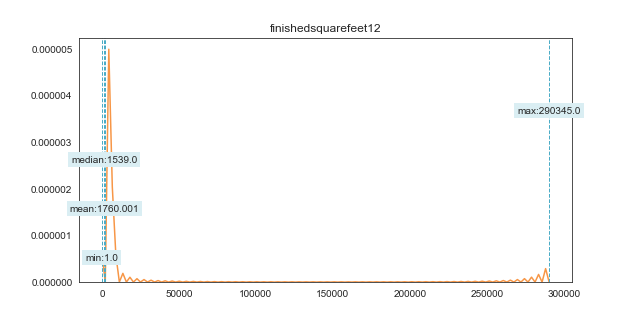 finishedsquarefeet12
0.000005
0.000004
max:290345.0
0.000003
median:1539.0
0.000002
mean:1760.001
0.000001
min:1.0
0.000000
0 50000 100000 150000 200000 250000 300000